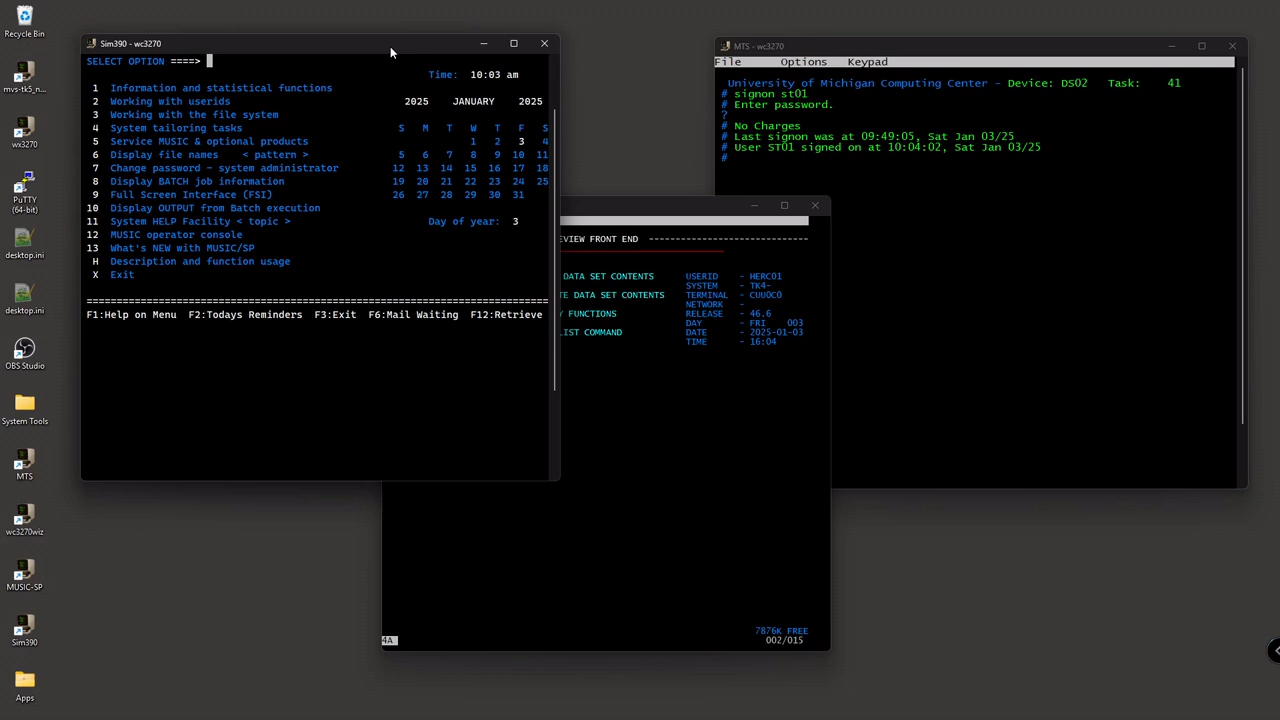 Recycle Bin
mvs-tk5_n...
wx3270
PuTTY
(64-bit)
desktop.ini
desktop.ini
OBS Studio
System Tools
MTS
wc3270wiz
MUSIC-SP
Sim390
Apps
Sim390 - wc3270
SELECT OPTION ====>
Time: 10:03 am
1 Information and statistical functions
2 Working with userids 2025 JANUARY 2025
3 Working with the file system
4 System tailoring tasks S M T W T F S
5 Service MUSIC & optional products 1 2 3 4
6 Display file names < pattern > 5 6 7 8 9 10 11
7 Change password - system administrator 12 13 14 15 16 17 18
8 Display BATCH job information 19 20 21 22 23 24 25
9 Full Screen Interface (FSI) 26 27 28 29 30 31
10 Display OUTPUT from Batch execution
11 System HELP Facility < topic > Day of year: 3
12 MUSIC operator console
13 What's NEW with MUSIC/SP
H Description and function usage
X Exit
=============================================================================
F1:Help on Menu F2:Todays Reminders F3:Exit F6:Mail Waiting F12:Retrieve
EVIEW FRONT END -----------------------------
DATA SET CONTENTS USERID - HERC01
SYSTEM - TK4-
TE DATA SET CONTENTS TERMINAL - CUU0C0
NETWORK -
Y FUNCTIONS RELEASE - 46.6
DAY - FRI 003
LIST COMMAND DATE - 2025-01-03
TIME - 16:04
7876K FREE
4A 002/015
MTS - wc3270
File Options Keypad
University of Michigan Computing Center - Device: DS02 Task: 41
# signon st01
# Enter password.
?
# No Charges
# Last signon was at 09:49:05, Sat Jan 03/25
# User ST01 signed on at 10:04:02, Sat Jan 03/25
#